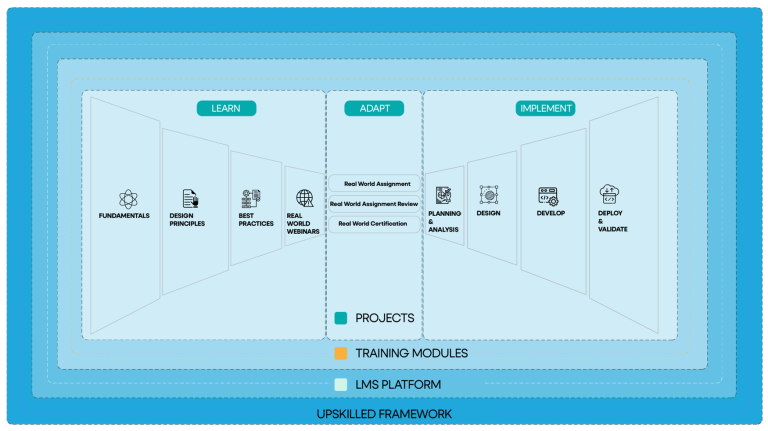 LEARN
ADAPT
IMPLEMENT
FUNDAMENTALS
DESIGN
PRINCIPLES
BEST
PRACTICES
REAL
WORLD
WEBINARS
Real World Assignment
Real World Assignment Review
Real World Certification
PLANNING
&
ANALYSIS
DESIGN
DEVELOP
DEPLOY
&
VALIDATE
PROJECTS
TRAINING MODULES
LMS PLATFORM
UPSKILLED FRAMEWORK